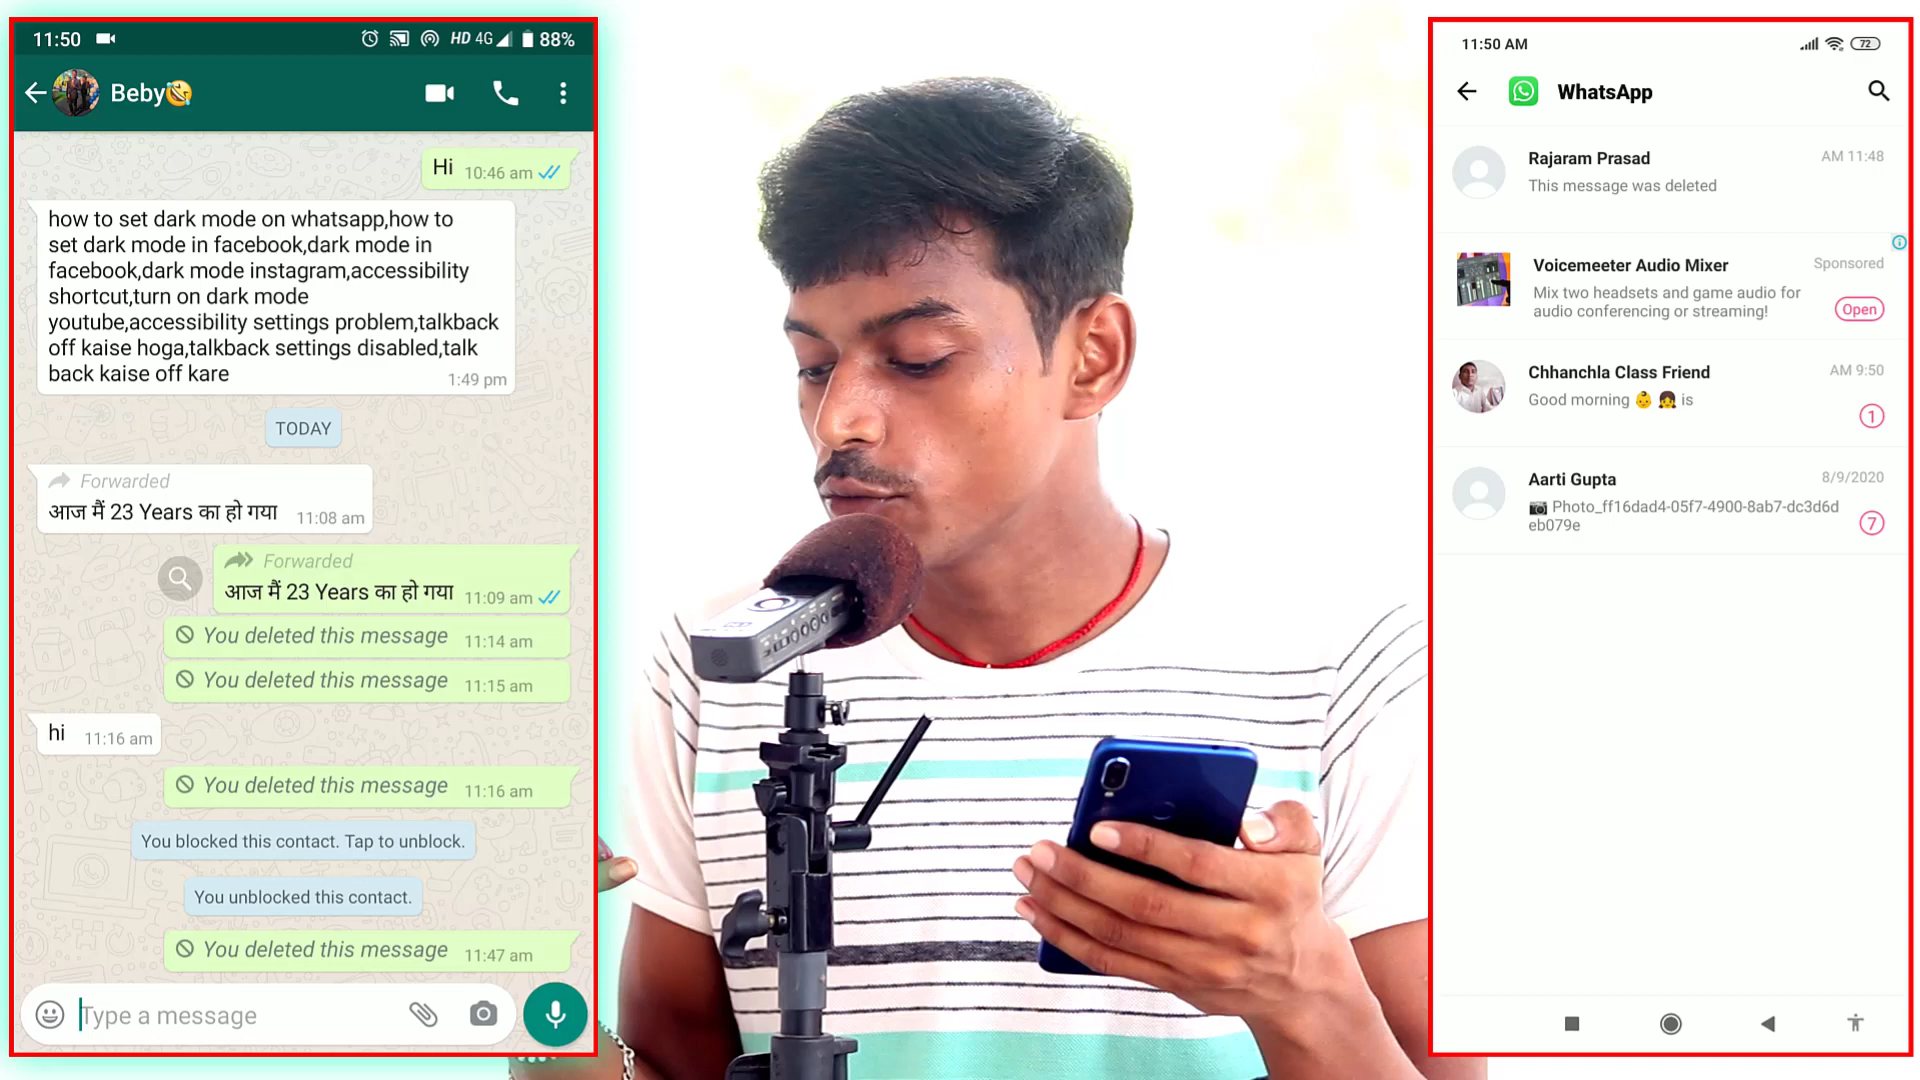 11:50
HD 4G 88%
Beby
Hi 10:46 am
how to set dark mode on whatsapp,how to
set dark mode in facebook,dark mode in
facebook,dark mode instagram,accessibility
shortcut,turn on dark mode
youtube,accessibility settings problem,talkback
off kaise hoga,talkback settings disabled,talk
back kaise off kare
1:49 pm
TODAY
Forwarded
आज मैं 23 Years का हो गया 11:08 am
Forwarded
आज मैं 23 Years का हो गया 11:09 am
You deleted this message 11:14 am
You deleted this message 11:15 am
hi 11:16 am
You deleted this message 11:16 am
You blocked this contact. Tap to unblock.
You unblocked this contact.
You deleted this message 11:47 am
Type a message
11:50 AM
72
WhatsApp
Rajaram Prasad AM 11:48
This message was deleted
Voicemeeter Audio Mixer Sponsored
Mix two headsets and game audio for
audio conferencing or streaming!
Open
Chhanchla Class Friend AM 9:50
Good morning 👶 👧 is
1
Aarti Gupta 8/9/2020
📷 Photo_ff16dad4-05f7-4900-8ab7-dc3d6d
eb079e
7